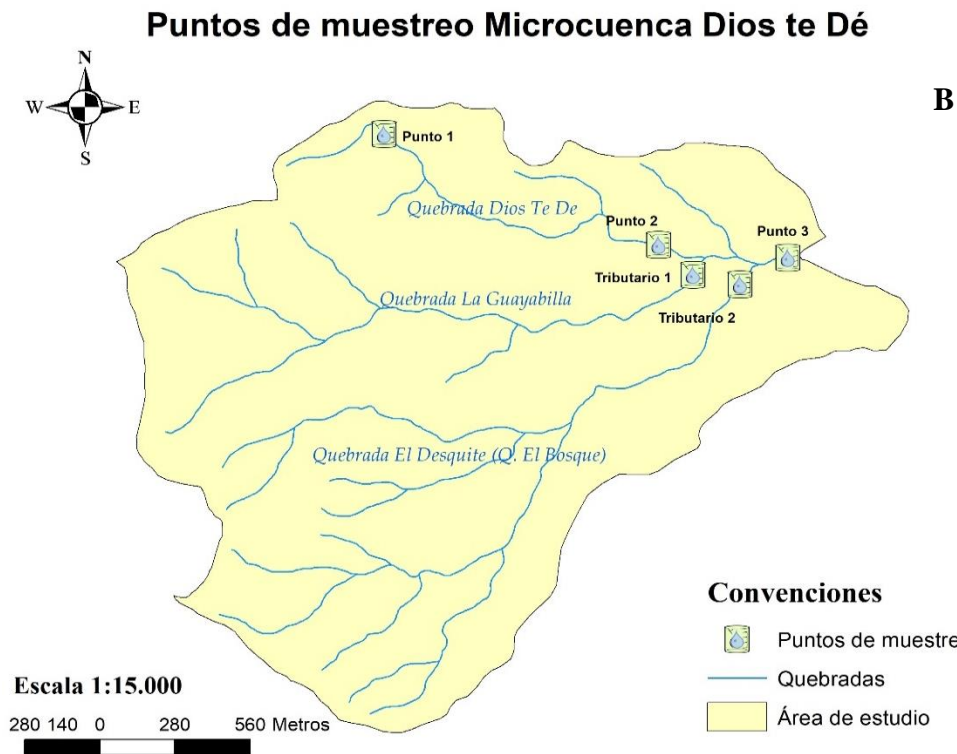 Puntos de muestreo Microcuenca Dios te Dé
N
W E
S
B
Punto 1
Quebrada Dios Te De
Punto 2
Punto 3
Tributario 1
Quebrada La Guayabilla
Tributario 2
Quebrada El Desquite (Q. El Bosque)
Convenciones
Puntos de muestre
Quebradas
Área de estudio
Escala 1:15.000
280 140 0 280 560 Metros